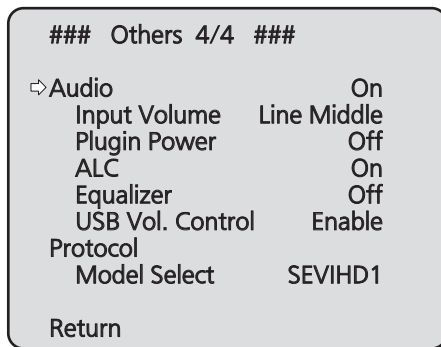 ### Others 4/4 ###
⇨Audio On
Input Volume Line Middle
Plugin Power Off
ALC On
Equalizer Off
USB Vol. Control Enable
Protocol
Model Select SEVIHD1
Return